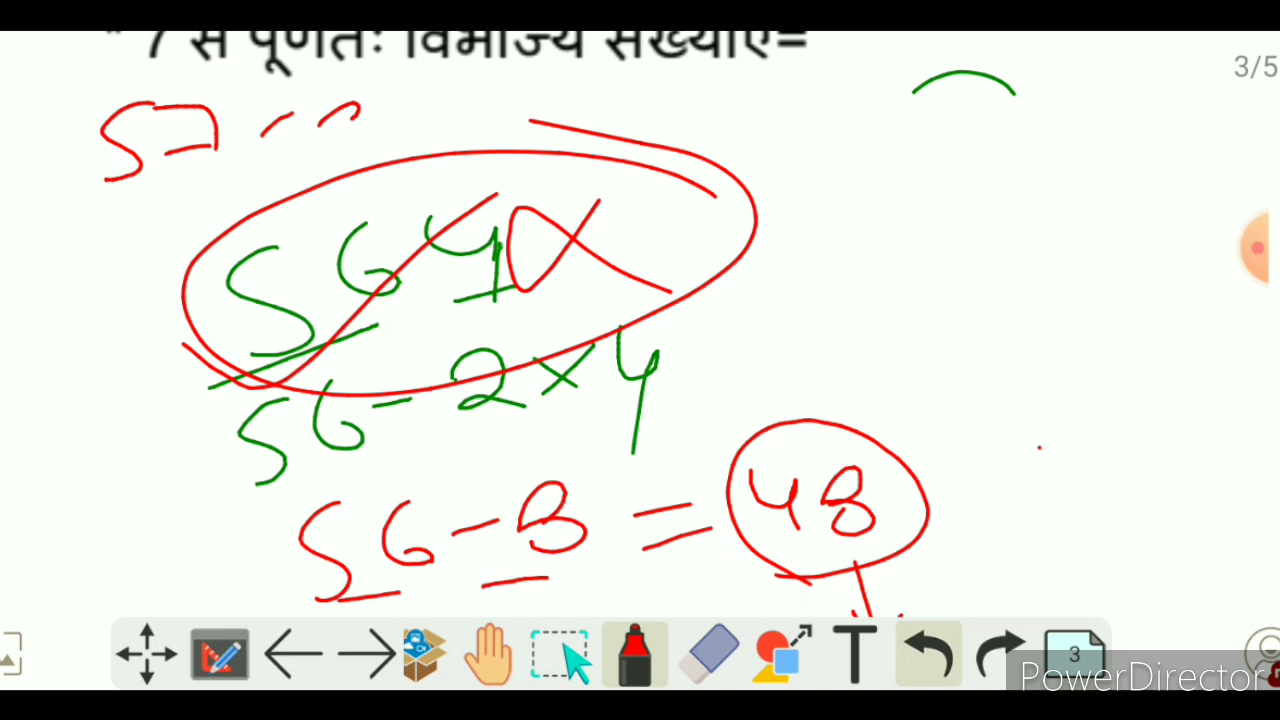 * 7 से पूर्णतः विभाज्य संख्याएँ=
3/5
57
564
56-2×4
56-8=48
T
3
PowerDirector